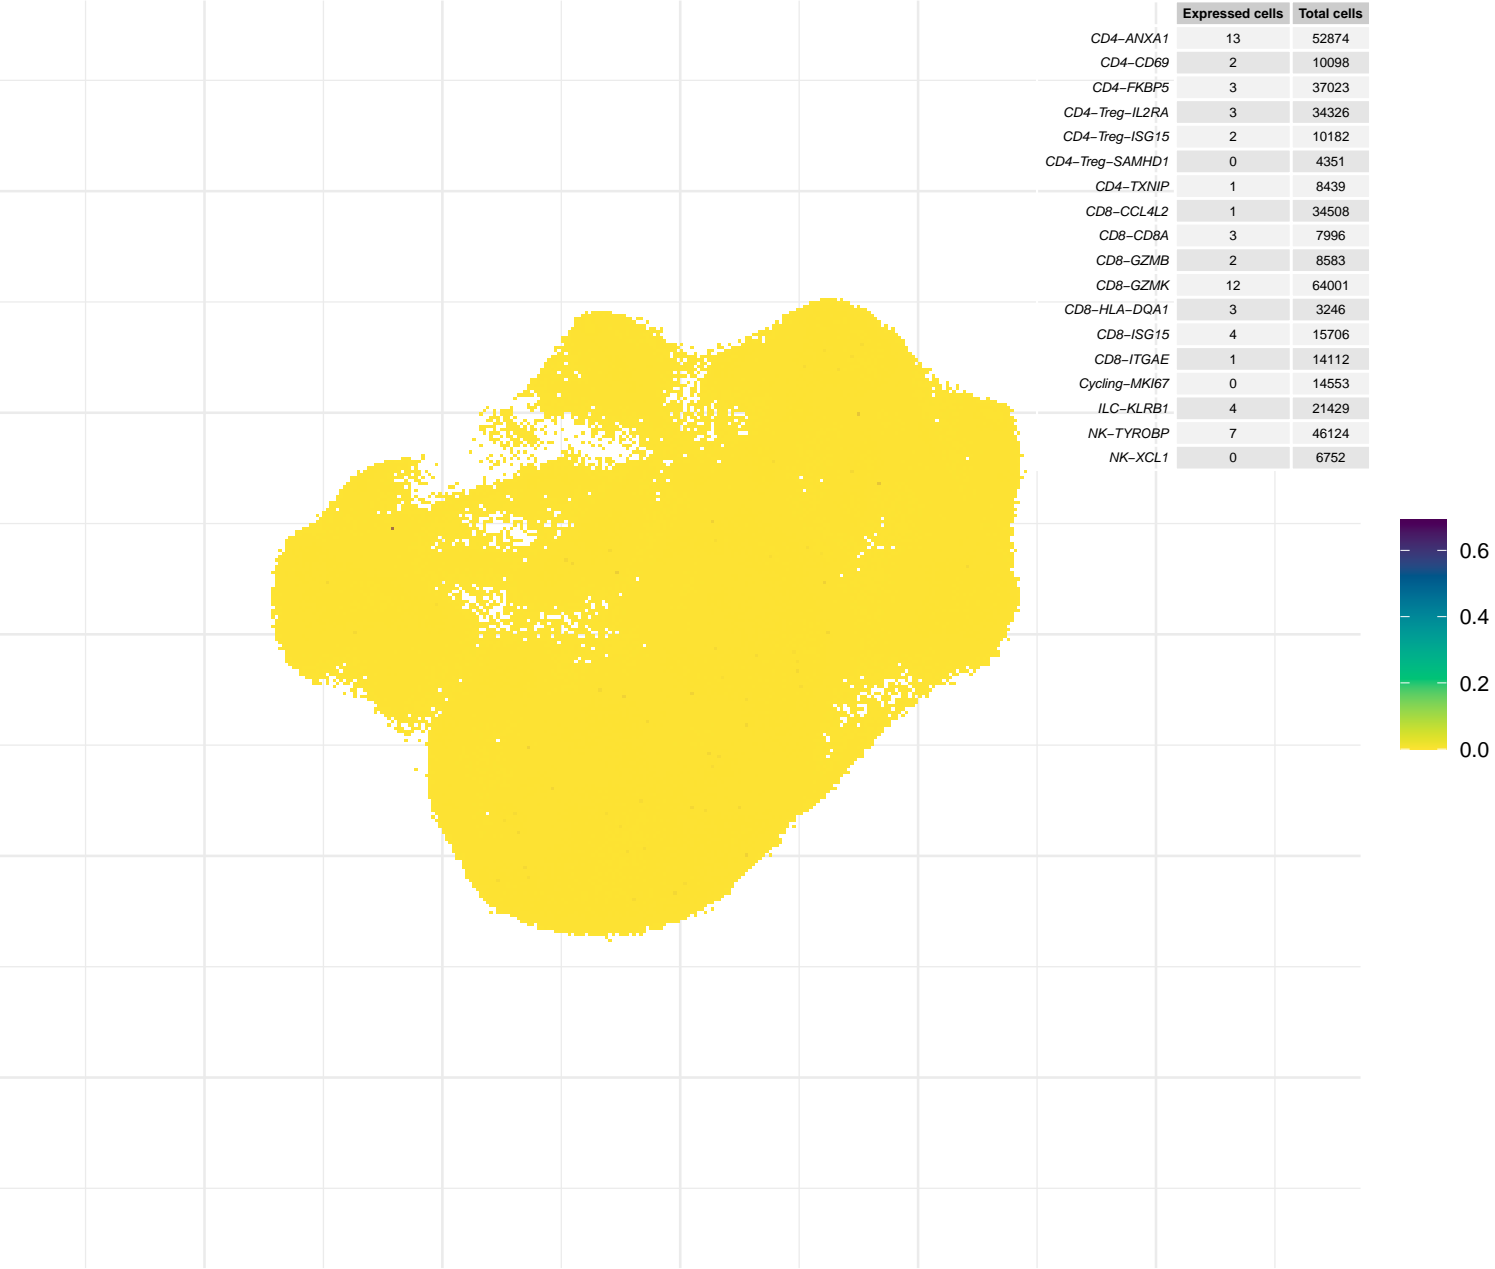 Expressed cells Total cells
CD4−ANXA1 13 52874
CD4−CD69 2 10098
CD4−FKBP5 3 37023
CD4−Treg−IL2RA 3 34326
CD4−Treg−ISG15 2 10182
CD4−Treg−SAMHD1 0 4351
CD4−TXNIP 1 8439
CD8−CCL4L2 1 34508
CD8−CD8A 3 7996
CD8−GZMB 2 8583
CD8−GZMK 12 64001
CD8−HLA−DQA1 3 3246
CD8−ISG15 4 15706
CD8−ITGAE 1 14112
Cycling−MKI67 0 14553
ILC−KLRB1 4 21429
NK−TYROBP 7 46124
NK−XCL1 0 6752
0.6
0.4
0.2
0.0